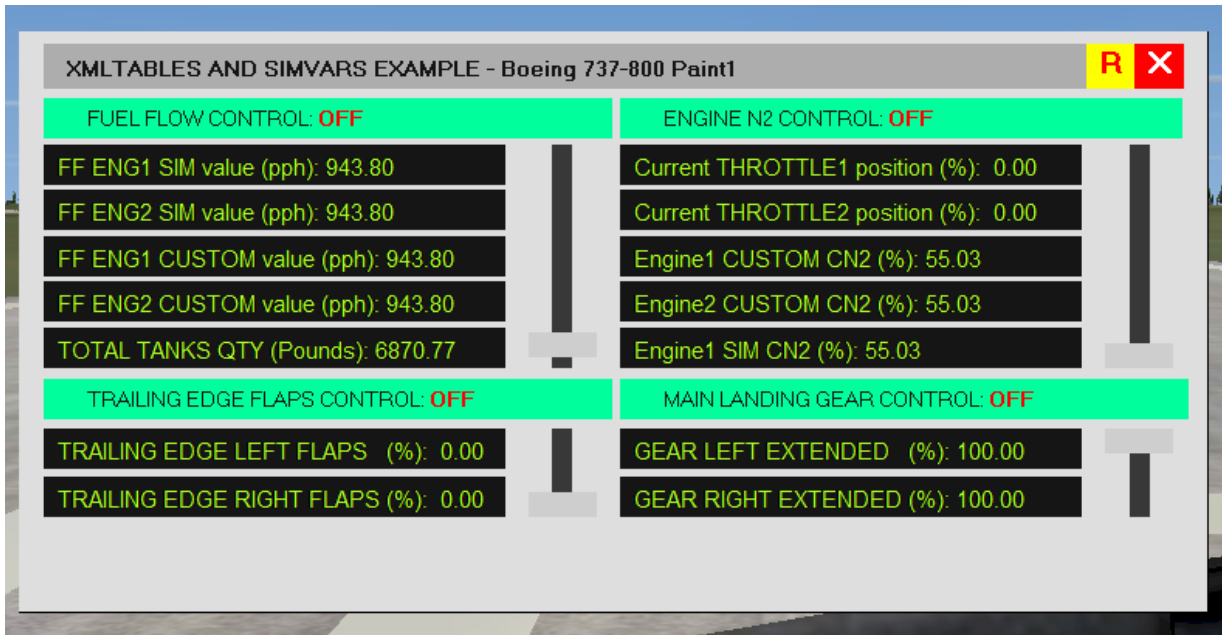 XMLTABLES AND SIMVARS EXAMPLE - Boeing 737-800 Paint1
R X
FUEL FLOW CONTROL: OFF
FF ENG1 SIM value (pph): 943.80
FF ENG2 SIM value (pph): 943.80
FF ENG1 CUSTOM value (pph): 943.80
FF ENG2 CUSTOM value (pph): 943.80
TOTAL TANKS QTY (Pounds): 6870.77
ENGINE N2 CONTROL: OFF
Current THROTTLE1 position (%): 0.00
Current THROTTLE2 position (%): 0.00
Engine1 CUSTOM CN2 (%): 55.03
Engine2 CUSTOM CN2 (%): 55.03
Engine1 SIM CN2 (%): 55.03
TRAILING EDGE FLAPS CONTROL: OFF
TRAILING EDGE LEFT FLAPS (%): 0.00
TRAILING EDGE RIGHT FLAPS (%): 0.00
MAIN LANDING GEAR CONTROL: OFF
GEAR LEFT EXTENDED (%): 100.00
GEAR RIGHT EXTENDED (%): 100.00